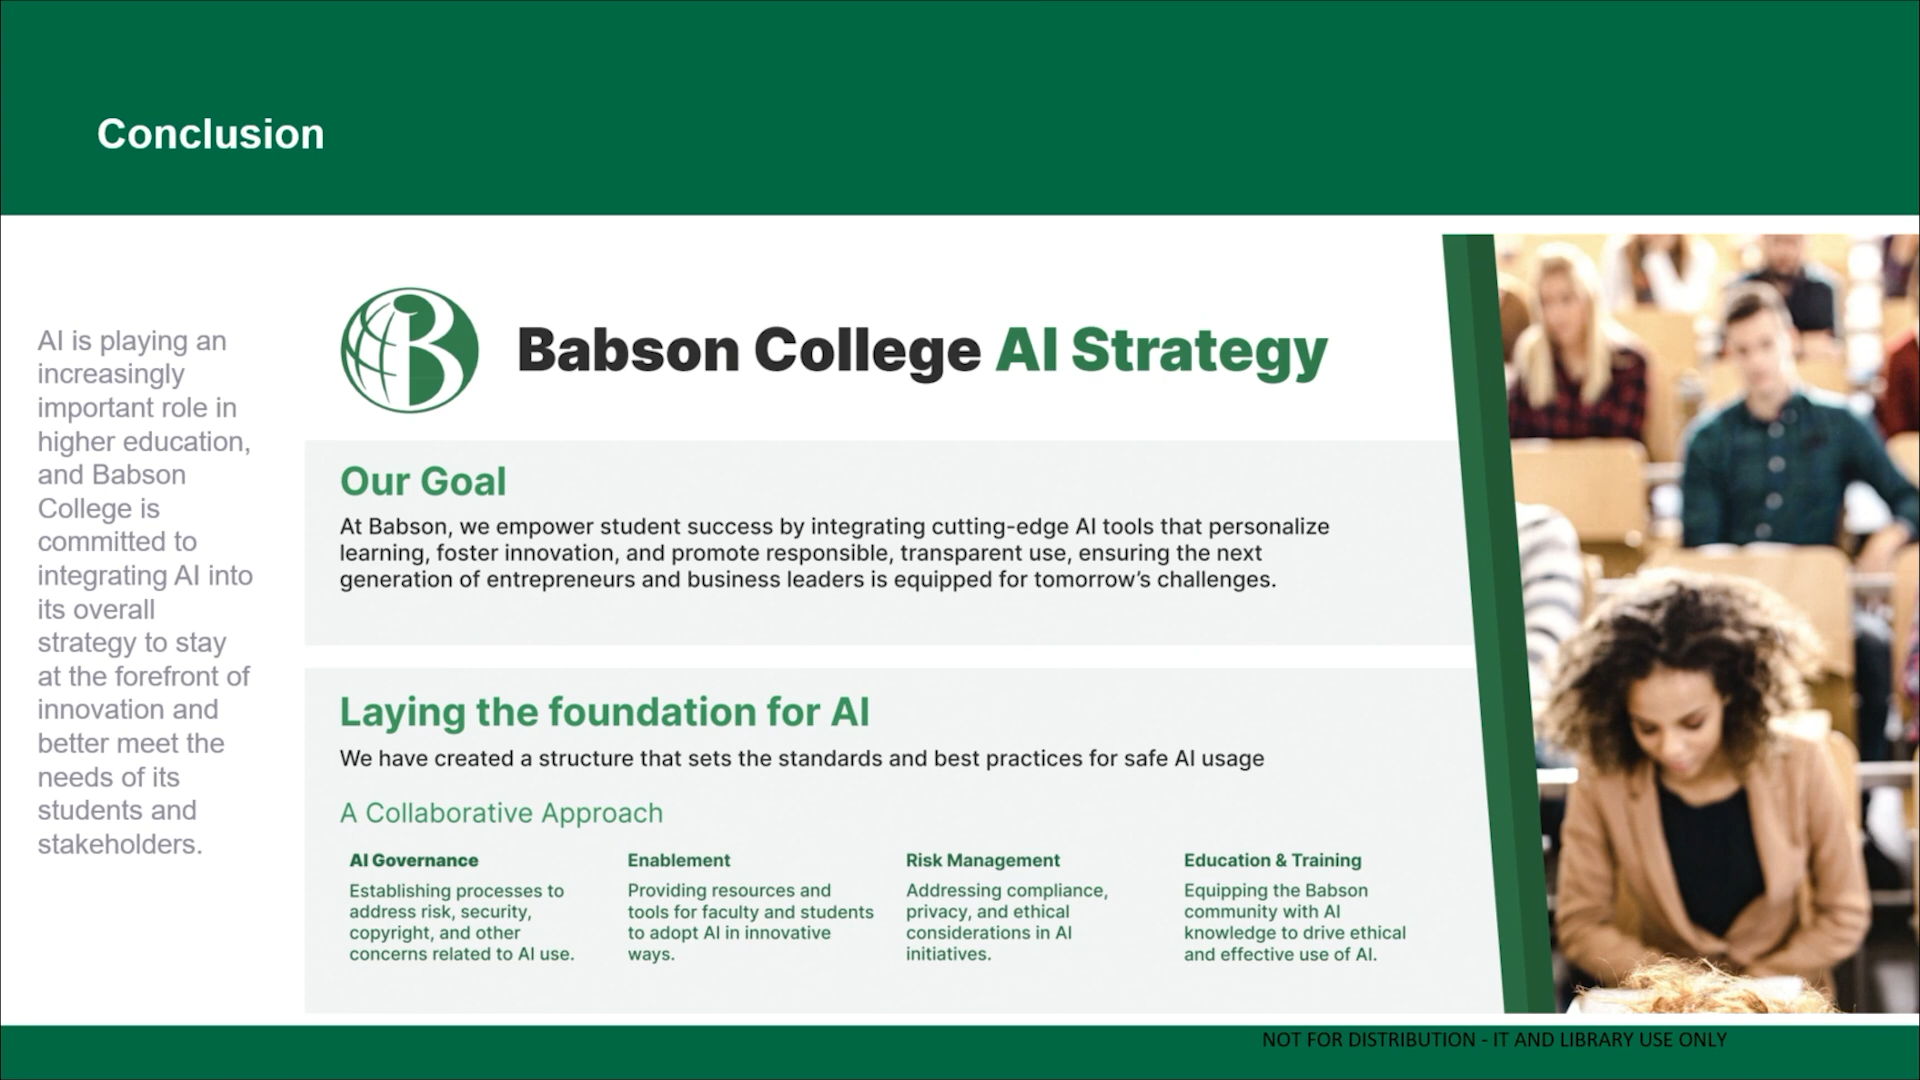 Conclusion
AI is playing an
increasingly
important role in
higher education,
and Babson
College is
committed to
integrating AI into
its overall
strategy to stay
at the forefront of
innovation and
better meet the
needs of its
students and
stakeholders.
B
Babson College AI Strategy
Our Goal
At Babson, we empower student success by integrating cutting-edge AI tools that personalize
learning, foster innovation, and promote responsible, transparent use, ensuring the next
generation of entrepreneurs and business leaders is equipped for tomorrow’s challenges.
Laying the foundation for AI
We have created a structure that sets the standards and best practices for safe AI usage
A Collaborative Approach
AI Governance
Establishing processes to
address risk, security,
copyright, and other
concerns related to AI use.
Enablement
Providing resources and
tools for faculty and students
to adopt AI in innovative
ways.
Risk Management
Addressing compliance,
privacy, and ethical
considerations in AI
initiatives.
Education & Training
Equipping the Babson
community with AI
knowledge to drive ethical
and effective use of AI.
NOT FOR DISTRIBUTION - IT AND LIBRARY USE ONLY